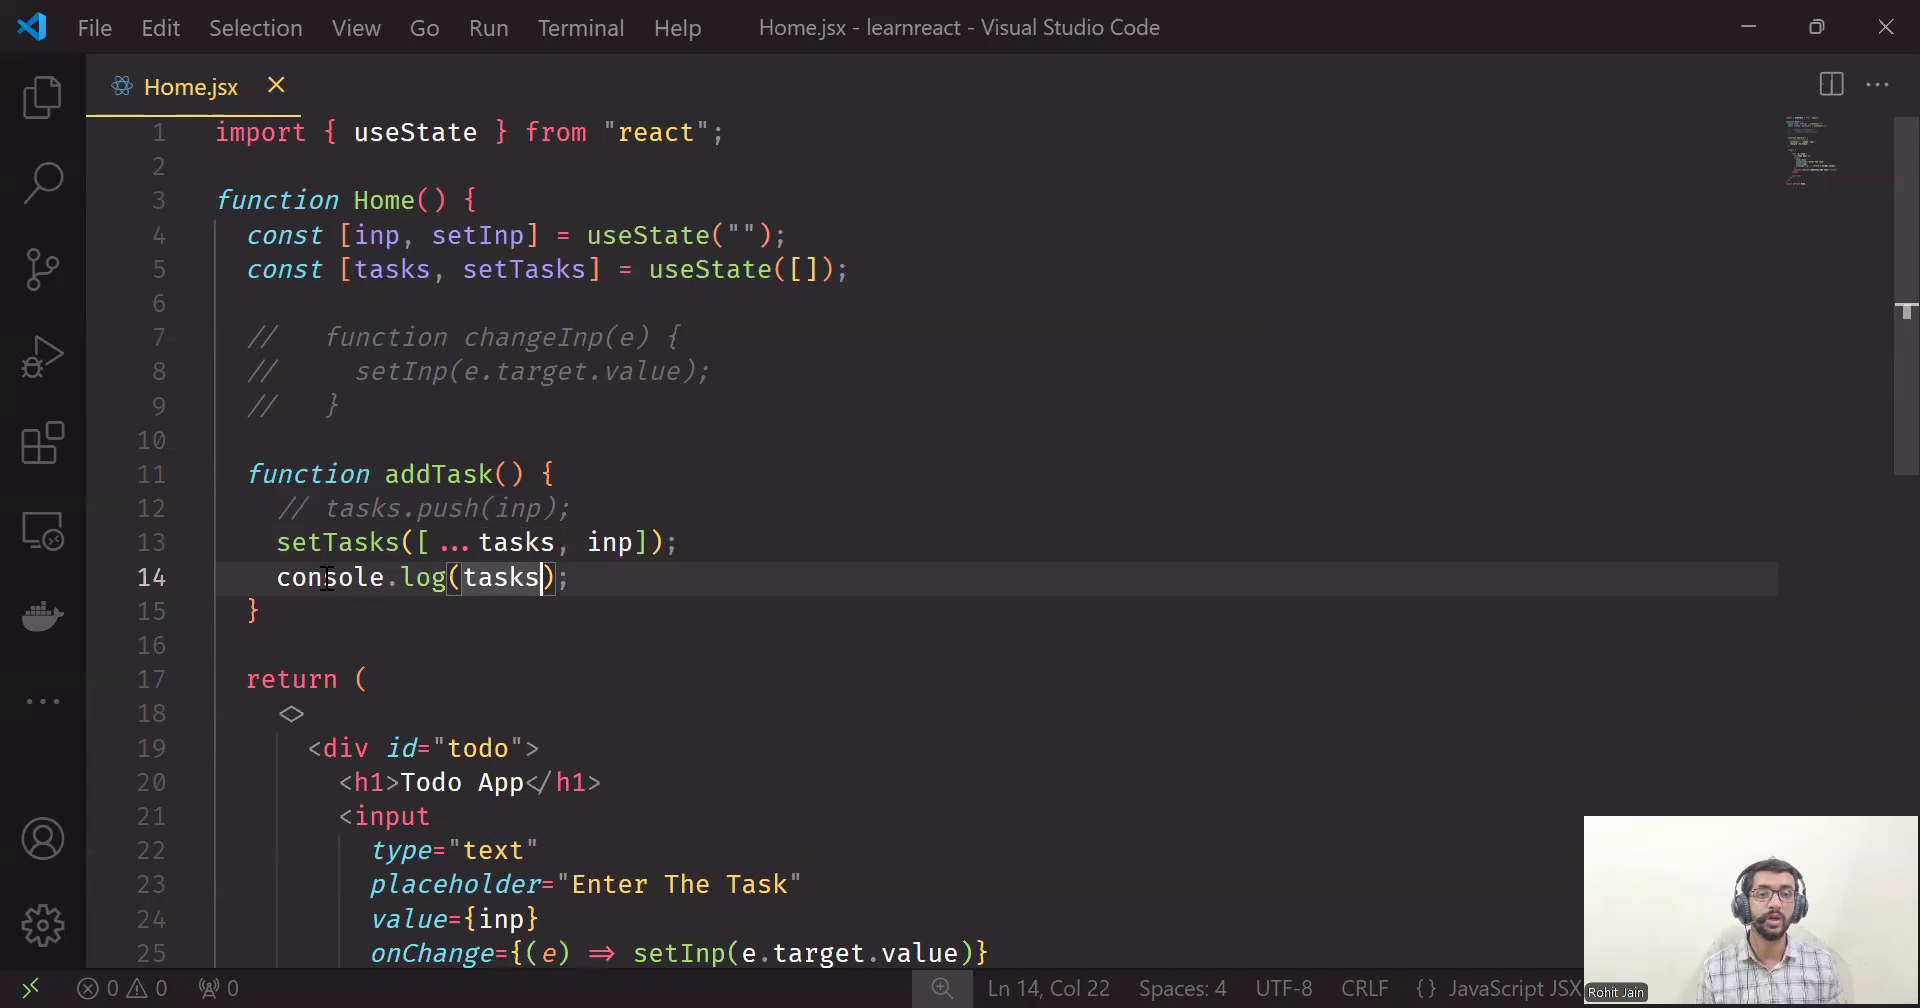 File Edit Selection View Go Run Terminal Help Home.jsx - learnreact - Visual Studio Code
Home.jsx
1 import { useState } from "react";
2
3 function Home() {
4 const [inp, setInp] = useState("");
5 const [tasks, setTasks] = useState([]);
6
7 // function changeInp(e) {
8 // setInp(e.target.value);
9 // }
10
11 function addTask() {
12 // tasks.push(inp);
13 setTasks([...tasks, inp]);
14 console.log(tasks);
15 }
16
17 return (
18 <>
19 <div id="todo">
20 <h1>Todo App</h1>
21 <input
22 type="text"
23 placeholder="Enter The Task"
24 value={inp}
25 onChange={(e) => setInp(e.target.value)}
0 0 0 Ln 14, Col 22 Spaces: 4 UTF-8 CRLF {} JavaScript JSX
Rohit Jain